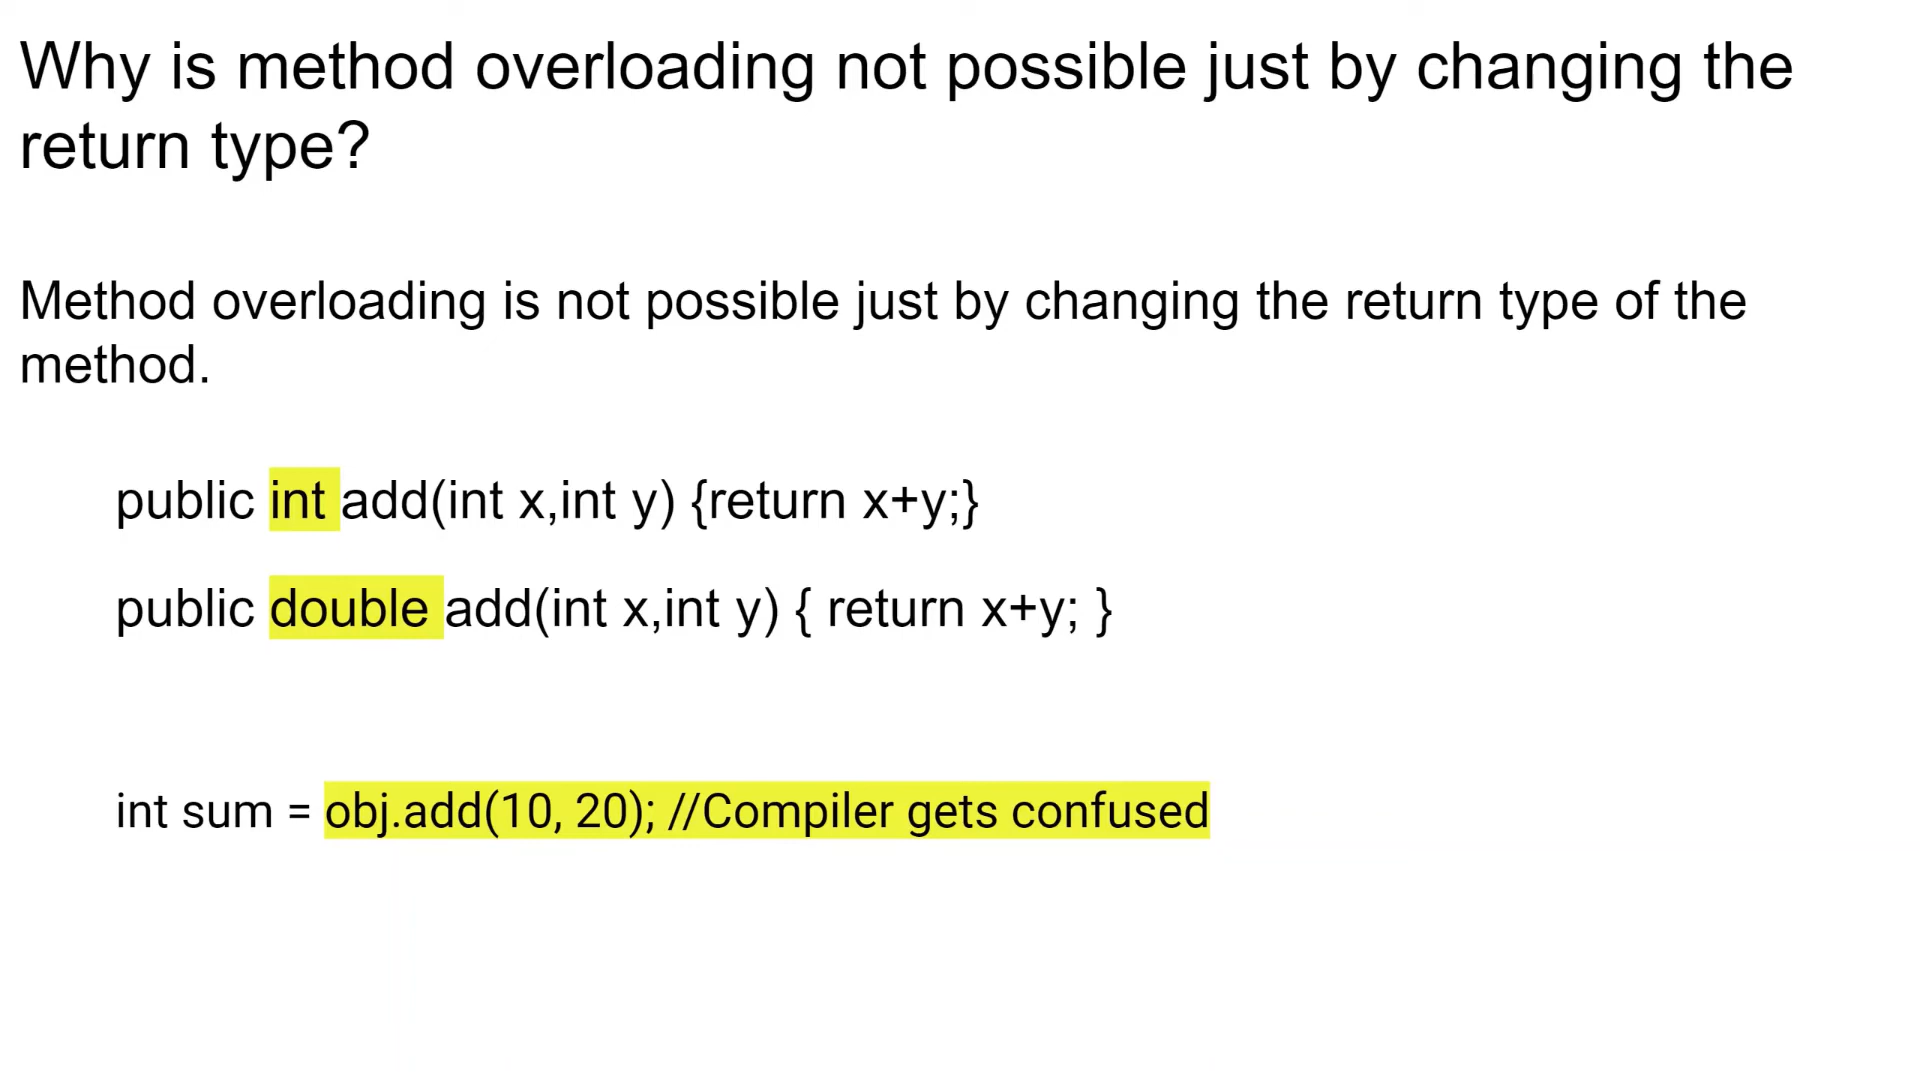 Why is method overloading not possible just by changing the
return type?
Method overloading is not possible just by changing the return type of the
method.
public int add(int x,int y) {return x+y;}
public double add(int x,int y) { return x+y; }
int sum = obj.add(10, 20); //Compiler gets confused